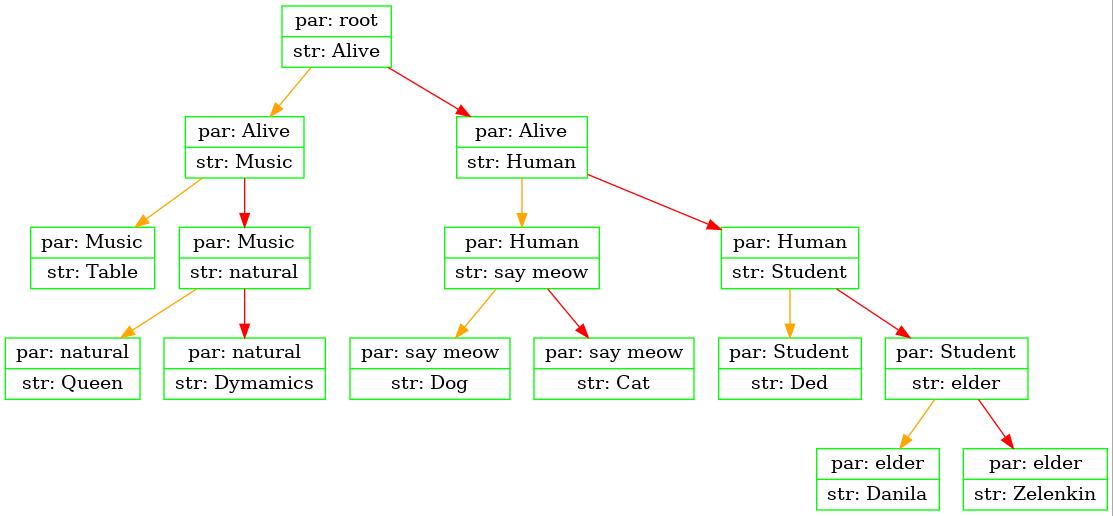 par: root
str: Alive
par: Alive
str: Music
par: Alive
str: Human
par: Music
str: Table
par: Music
str: natural
par: Human
str: say meow
par: Human
str: Student
par: natural
str: Queen
par: natural
str: Dymamics
par: say meow
str: Dog
par: say meow
str: Cat
par: Student
str: Ded
par: Student
str: elder
par: elder
str: Danila
par: elder
str: Zelenkin